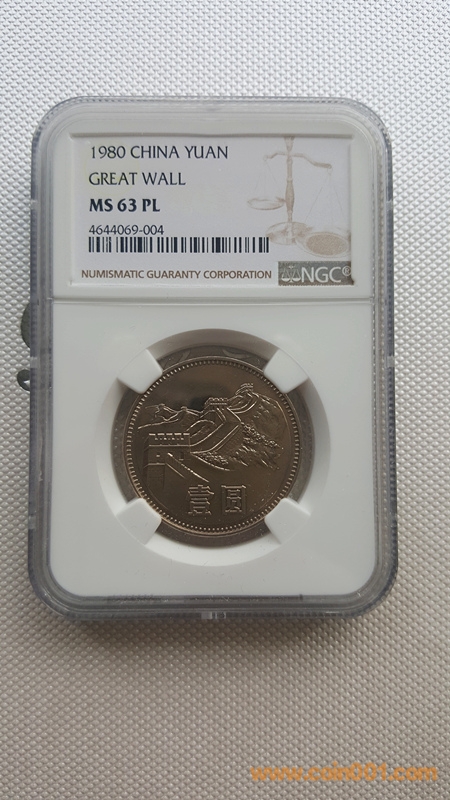 1980 CHINA YUAN
GREAT WALL
MS 63 PL
4644069-004
NUMISMATIC GUARANTY CORPORATION
NGC®
壹圆
www.coin001.com